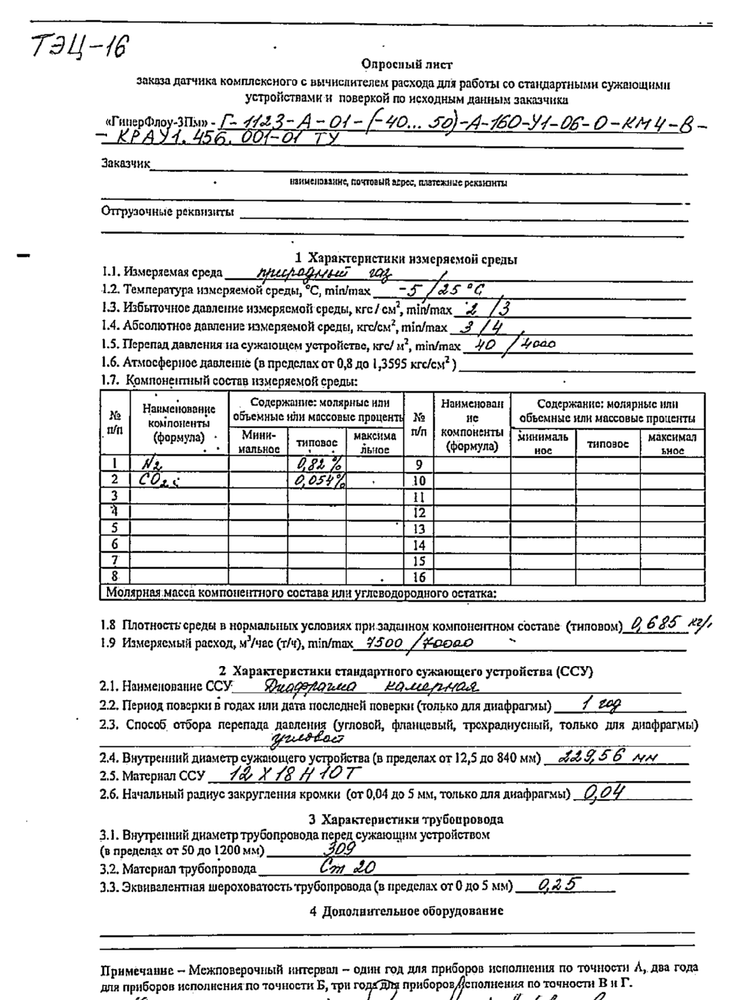 ТЭЦ-16
Опросный лист
заказа датчика комплексного с вычислителем расхода для работы со стандартными сужающими
устройствами и поверкой по исходным данным заказчика
«ГиперФлоу-3Пм» - Г-1123-А-01-(-40...50)-А-160-У1-06-0-КМ4-В-
- КРАУ1.456.001-01 ТУ
Заказчик
наименование, почтовый адрес, платежные реквизиты
Отгрузочные реквизиты
1 Характеристики измеряемой среды
1.1. Измеряемая среда природный газ
1.2. Температура измеряемой среды, °С, min/max -5 /25 °С
1.3. Избыточное давление измеряемой среды, кгс/ см², min/max 2 /3
1.4. Абсолютное давление измеряемой среды, кгс/см², min/max 3 / 4
1.5. Перепад давления на сужающем устройстве, кгс/ м², min/max 40 / 4000
1.6. Атмосферное давление (в пределах от 0,8 до 1,3595 кгс/см²)
1.7. Компонентный состав измеряемой среды:
№ п/п Наименование компоненты (формула) Содержание: молярные или объемные или массовые проценты № п/п Наименован ие компоненты (формула) Содержание: молярные или объемные или массовые проценты
Мини- мальное типовое максима льное минималь ное типовое максимал ьное
1 N2 0,82 % 9
2 CO2 0,054% 10
3 11
4 12
5 13
6 14
7 15
8 16
Молярная масса компонентного состава или углеводородного остатка:
1.8 Плотность среды в нормальных условиях при заданном компонентном составе (типовом) 0,685 кг/
1.9 Измеряемый расход, м³/час (т/ч), min/max 7500 /70000
2 Характеристики стандартного сужающего устройства (ССУ)
2.1. Наименование ССУ Диафрагма камерная
2.2. Период поверки в годах или дата последней поверки (только для диафрагмы) 1 год
2.3. Способ отбора перепада давления (угловой, фланцевый, трехрадиусный, только для диафрагмы)
угловой
2.4. Внутренний диаметр сужающего устройства (в пределах от 12,5 до 840 мм) 229,56 мм
2.5. Материал ССУ 12Х18Н10Т
2.6. Начальный радиус закругления кромки (от 0,04 до 5 мм, только для диафрагмы) 0,04
3 Характеристики трубопровода
3.1. Внутренний диаметр трубопровода перед сужающим устройством
(в пределах от 50 до 1200 мм) 309
3.2. Материал трубопровода Ст 20
3.3. Эквивалентная шероховатость трубопровода (в пределах от 0 до 5 мм) 0,25
4 Дополнительное оборудование
Примечание – Межповерочный интервал – один год для приборов исполнения по точности А, два года
для приборов исполнения по точности Б, три года для приборов исполнения по точности В и Г.